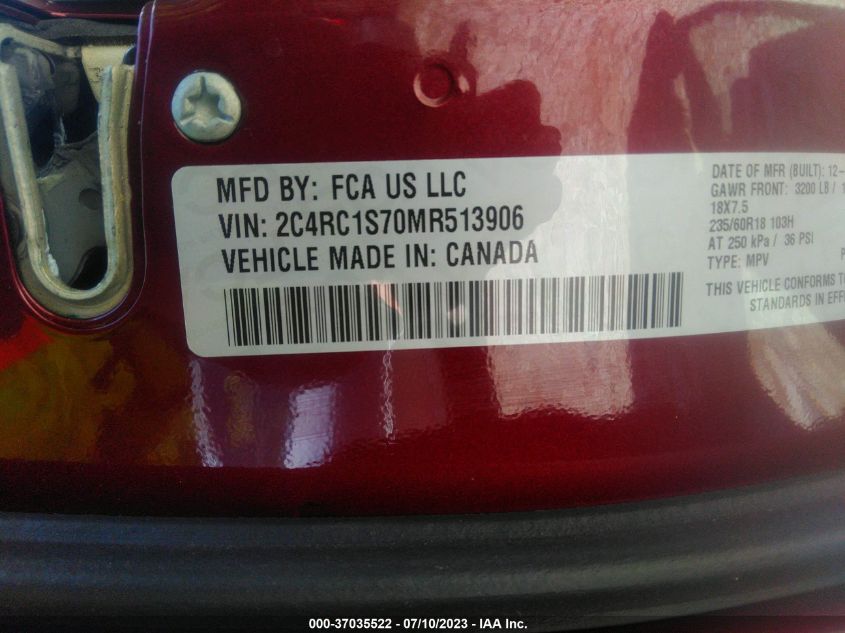 MFD BY: FCA US LLC
VIN: 2C4RC1S70MR513906
VEHICLE MADE IN: CANADA
DATE OF MFR (BUILT): 12-
GAWR FRONT: 3200 LB /
18X7.5
235/60R18 103H
AT 250 kPa / 36 PSI
TYPE: MPV
THIS VEHICLE CONFORMS TO
STANDARDS IN EFF
000-37035522 - 07/10/2023 - IAA Inc.